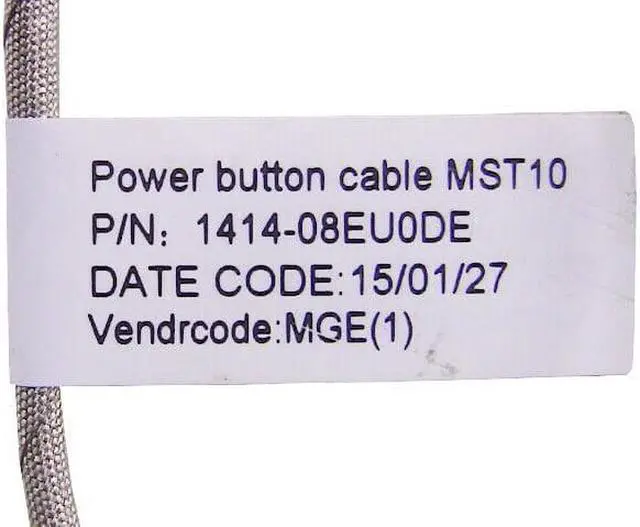 Power button cable MST10
P/N: 1414-08EU0DE
DATE CODE:15/01/27
Vendrcode:MGE(1)